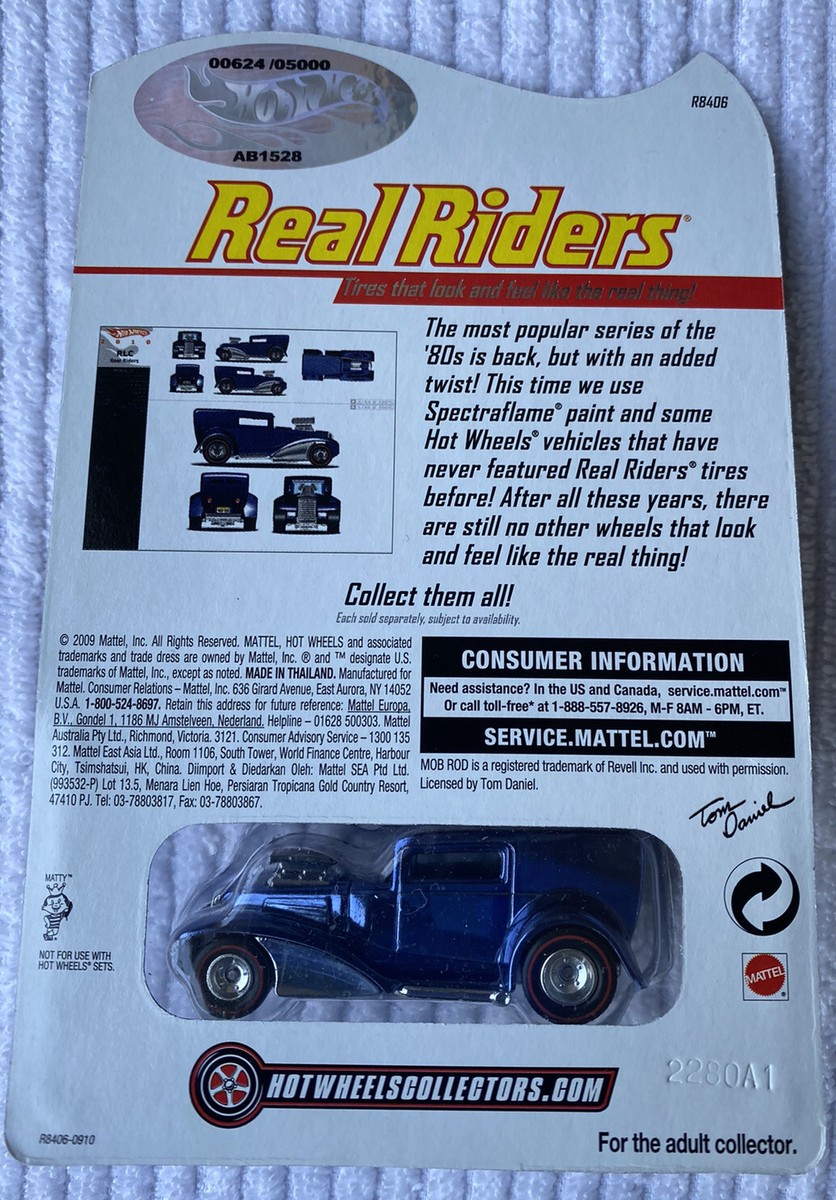 00624 /05000
HOT WHEELS
AB1528
R8406
Real Riders®
Tires that look and feel like the real thing!
HOT WHEELS
2010
RLC
Real Riders
The most popular series of the
'80s is back, but with an added
twist! This time we use
Spectraflame® paint and some
Hot Wheels® vehicles that have
never featured Real Riders® tires
before! After all these years, there
are still no other wheels that look
and feel like the real thing!
Collect them all!
Each sold separately, subject to availability.
© 2009 Mattel, Inc. All Rights Reserved. MATTEL, HOT WHEELS and associated
trademarks and trade dress are owned by Mattel, Inc. ® and ™ designate U.S.
trademarks of Mattel, Inc., except as noted. MADE IN THAILAND. Manufactured for
Mattel. Consumer Relations – Mattel, Inc. 636 Girard Avenue, East Aurora, NY 14052
U.S.A. 1-800-524-8697. Retain this address for future reference: Mattel Europa,
B.V., Gondel 1, 1186 MJ Amstelveen, Nederland. Helpline – 01628 500303. Mattel
Australia Pty Ltd., Richmond, Victoria. 3121. Consumer Advisory Service – 1300 135
312. Mattel East Asia Ltd., Room 1106, South Tower, World Finance Centre, Harbour
City, Tsimshatsui, HK, China. Diimport & Diedarkan Oleh: Mattel SEA Ptd Ltd.
(993532-P) Lot 13.5, Menara Lien Hoe, Persiaran Tropicana Gold Country Resort,
47410 PJ. Tel: 03-78803817, Fax: 03-78803867.
CONSUMER INFORMATION
Need assistance? In the US and Canada, service.mattel.com™
Or call toll-free* at 1-888-557-8926, M-F 8AM - 6PM, ET.
SERVICE.MATTEL.COM™
MOB ROD is a registered trademark of Revell Inc. and used with permission.
Licensed by Tom Daniel.
Tom Daniel
MATTY™
NOT FOR USE WITH
HOT WHEELS® SETS.
MATTEL®
HOTWHEELSCOLLECTORS.COM
2280A1
R8406-0910
For the adult collector.